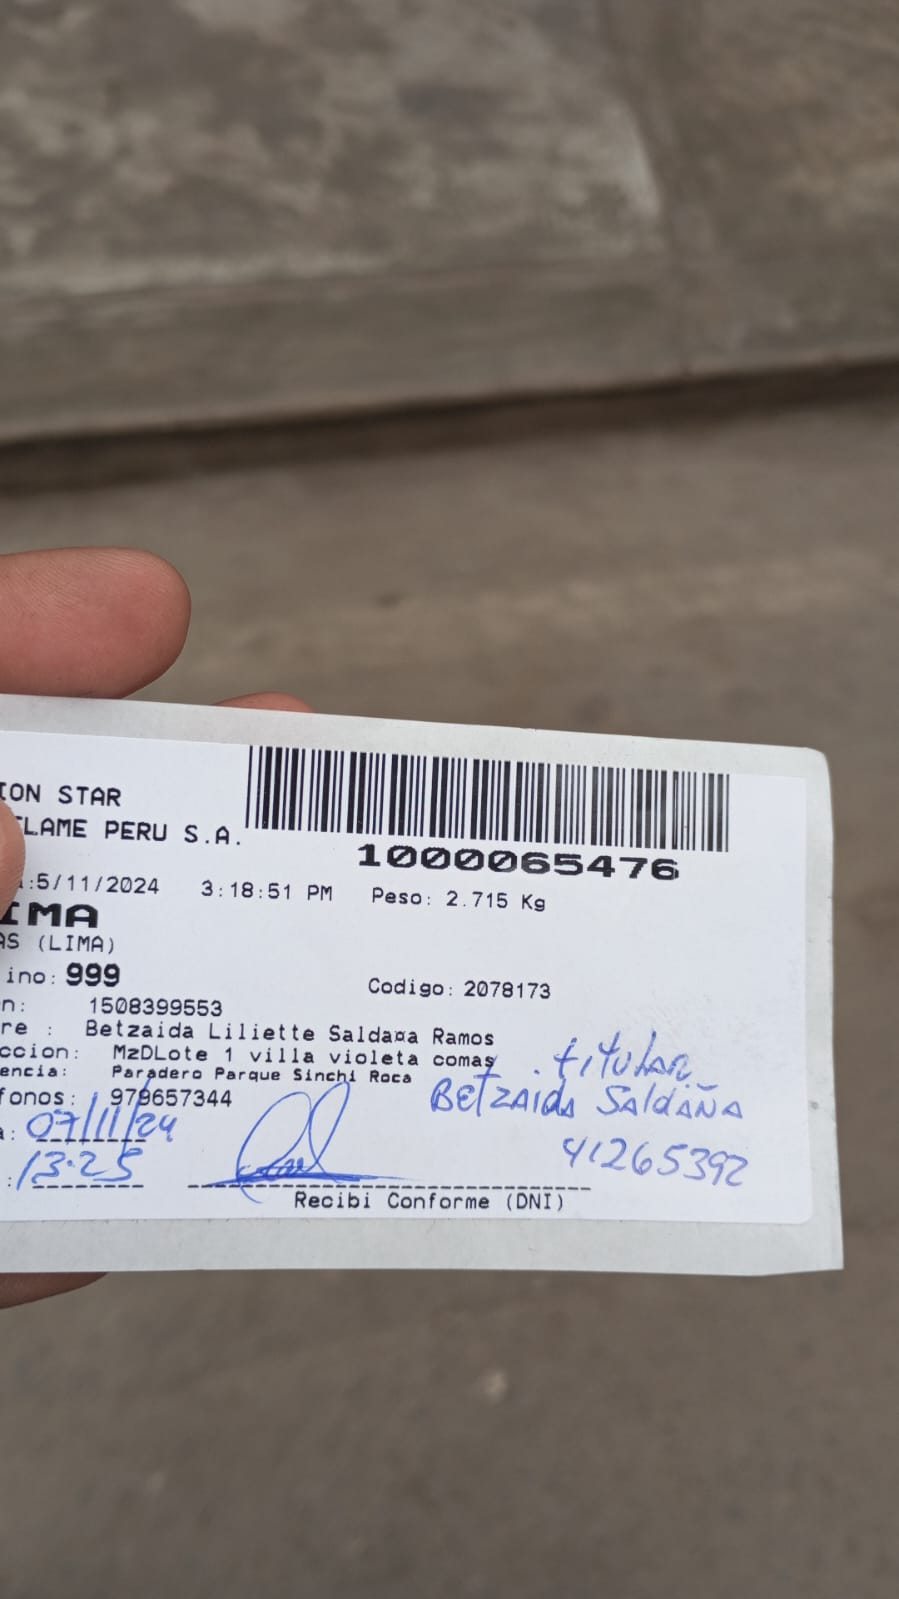 ION STAR
FLAME PERU S.A.
1000065476
:5/11/2024 3:18:51 PM Peso: 2.715 Kg
IMA
AS (LIMA)
ino: 999 Codigo: 2078173
n: 1508399553
re : Betzaida Liliette Saldaña Ramos
ccion: MzDLote 1 villa violeta comas
encia: Paradero Parque Sinchi Roca
fonos: 979657344
a: 07/11/24
: 13:25
Recibi Conforme (DNI)
titular
Betzaida Saldaña
41265392